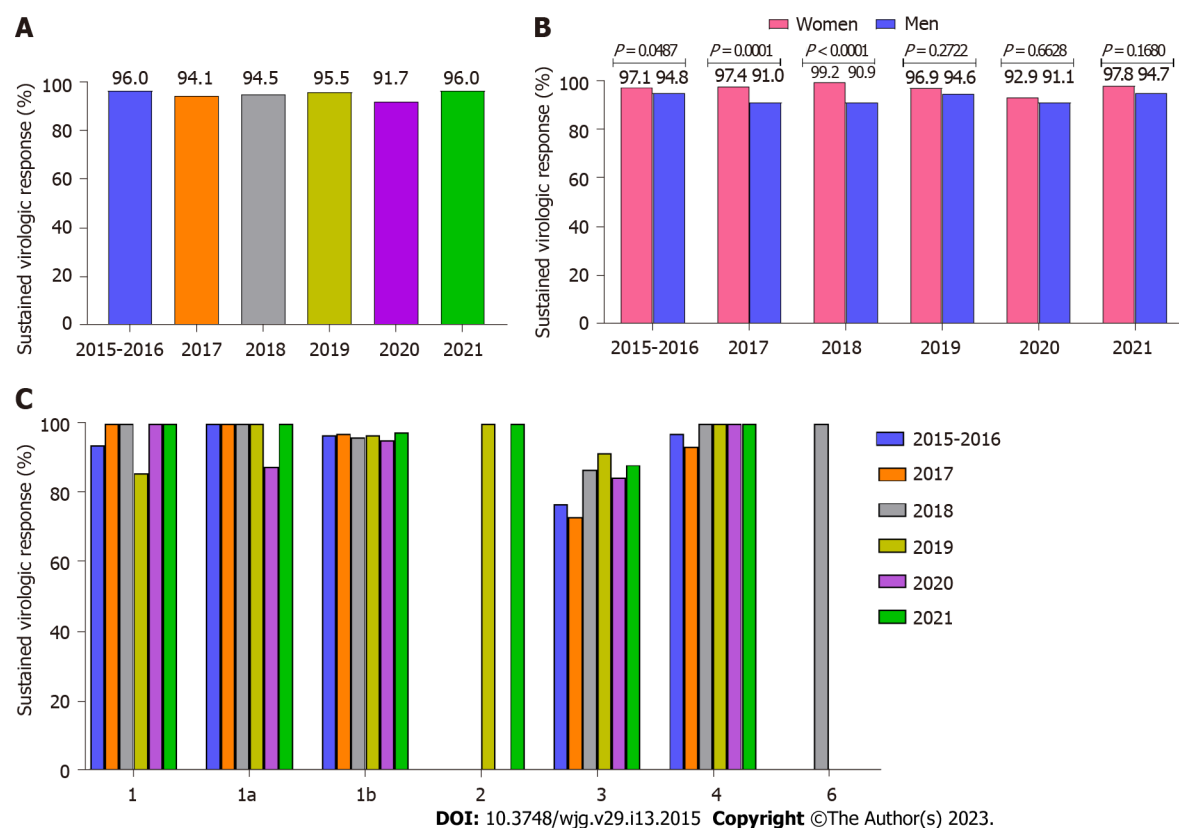 A
Sustained virologic response (%)
100
80
60
40
20
0
96.0 94.1 94.5 95.5 91.7 96.0
2015-2016 2017 2018 2019 2020 2021
B
Women Men
P = 0.0487 P = 0.0001 P < 0.0001 P = 0.2722 P = 0.6628 P = 0.1680
97.1 94.8 97.4 91.0 99.2 90.9 96.9 94.6 92.9 91.1 97.8 94.7
Sustained virologic response (%)
100
80
60
40
20
0
2015-2016 2017 2018 2019 2020 2021
C
Sustained virologic response (%)
100
80
60
40
20
0
1 1a 1b 2 3 4 6
2015-2016
2017
2018
2019
2020
2021
DOI: 10.3748/wjg.v29.i13.2015 Copyright ©The Author(s) 2023.